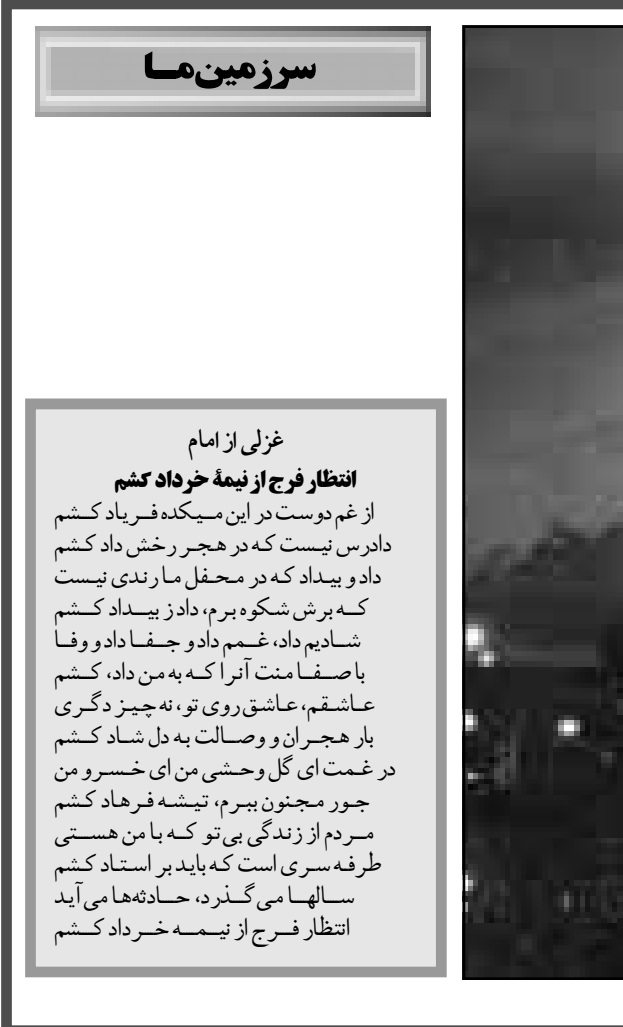 سرزمین‌ما
غزلی از امام
انتظار فرج از نیمهٔ خرداد کشم
از غم دوست در این میکده فریاد کشم
دادرس نیست که در هجر رخش داد کشم
داد و بیداد که در محفل ما رندی نیست
که برش شکوه برم، داد ز بیداد کشم
شادیم داد، غمم داد و جفا داد و وفا
با صفا منت آنرا که به من داد، کشم
عاشقم، عاشق روی تو، نه چیز دگری
بار هجران و وصالت به دل شاد کشم
در غمت ای گل وحشی من ای خسرو من
جور مجنون ببرم، تیشه فرهاد کشم
مردم از زندگی بی‌تو که با من هستی
طرفه سری است که باید بر استاد کشم
سالها می‌گذرد، حادثه‌ها می‌آید
انتظار فرج از نیمه خرداد کشم